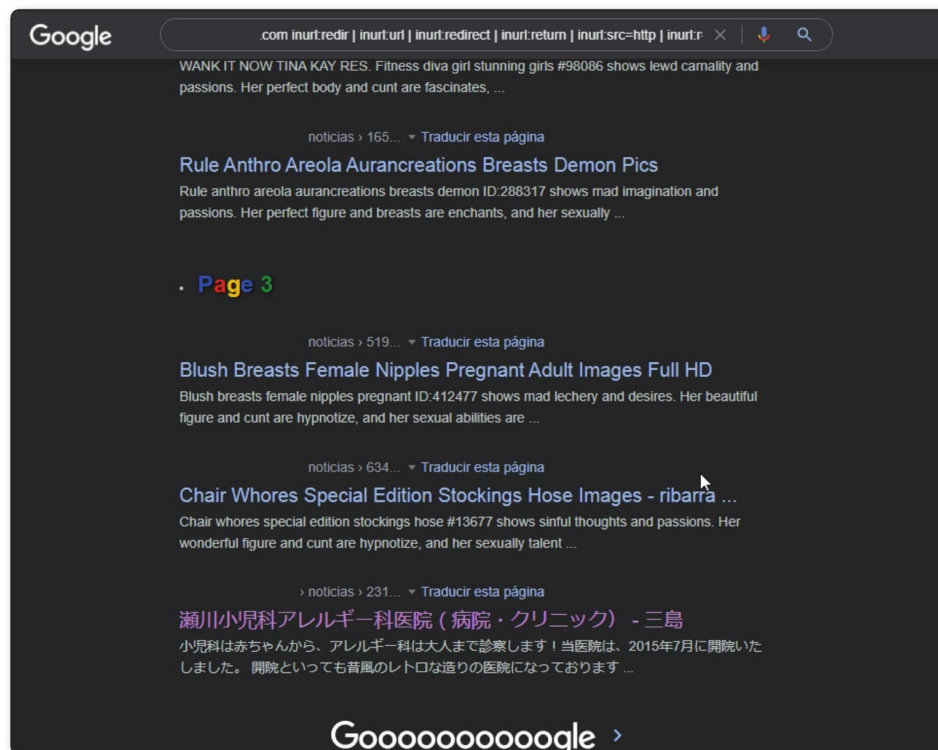 Google
.com inurl:redir | inurl:url | inurl:redirect | inurl:return | inurl:src=http | inurl:r
WANK IT NOW TINA KAY RES. Fitness diva girl stunning girls #98086 shows lewd carnality and
passions. Her perfect body and cunt are fascinates, ...
noticias › 165... Traducir esta página
Rule Anthro Areola Aurancreations Breasts Demon Pics
Rule anthro areola aurancreations breasts demon ID:288317 shows mad imagination and
passions. Her perfect figure and breasts are enchants, and her sexually ...
Page 3
noticias › 519... Traducir esta página
Blush Breasts Female Nipples Pregnant Adult Images Full HD
Blush breasts female nipples pregnant ID:412477 shows mad lechery and desires. Her beautiful
figure and cunt are hypnotize, and her sexual abilities are ...
noticias › 634... Traducir esta página
Chair Whores Special Edition Stockings Hose Images - ribarra ...
Chair whores special edition stockings hose #13677 shows sinful thoughts and passions. Her
wonderful figure and cunt are hypnotize, and her sexually talent ...
› noticias › 231... Traducir esta página
瀬川小児科アレルギー科医院 ( 病院・クリニック） - 三島
小児科は赤ちゃんから、アレルギー科は大人まで診察します！当医院は、2015年7月に開院いた
しました。 開院といっても昔風のレトロな造りの医院になっております ...
Goooooooooogle ›